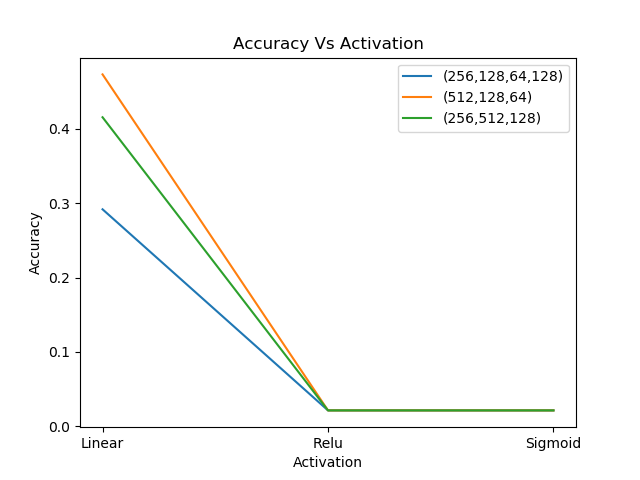 Accuracy Vs Activation
(256,128,64,128)
(512,128,64)
(256,512,128)
Accuracy
0.4
0.3
0.2
0.1
0.0
Linear Relu Sigmoid
Activation